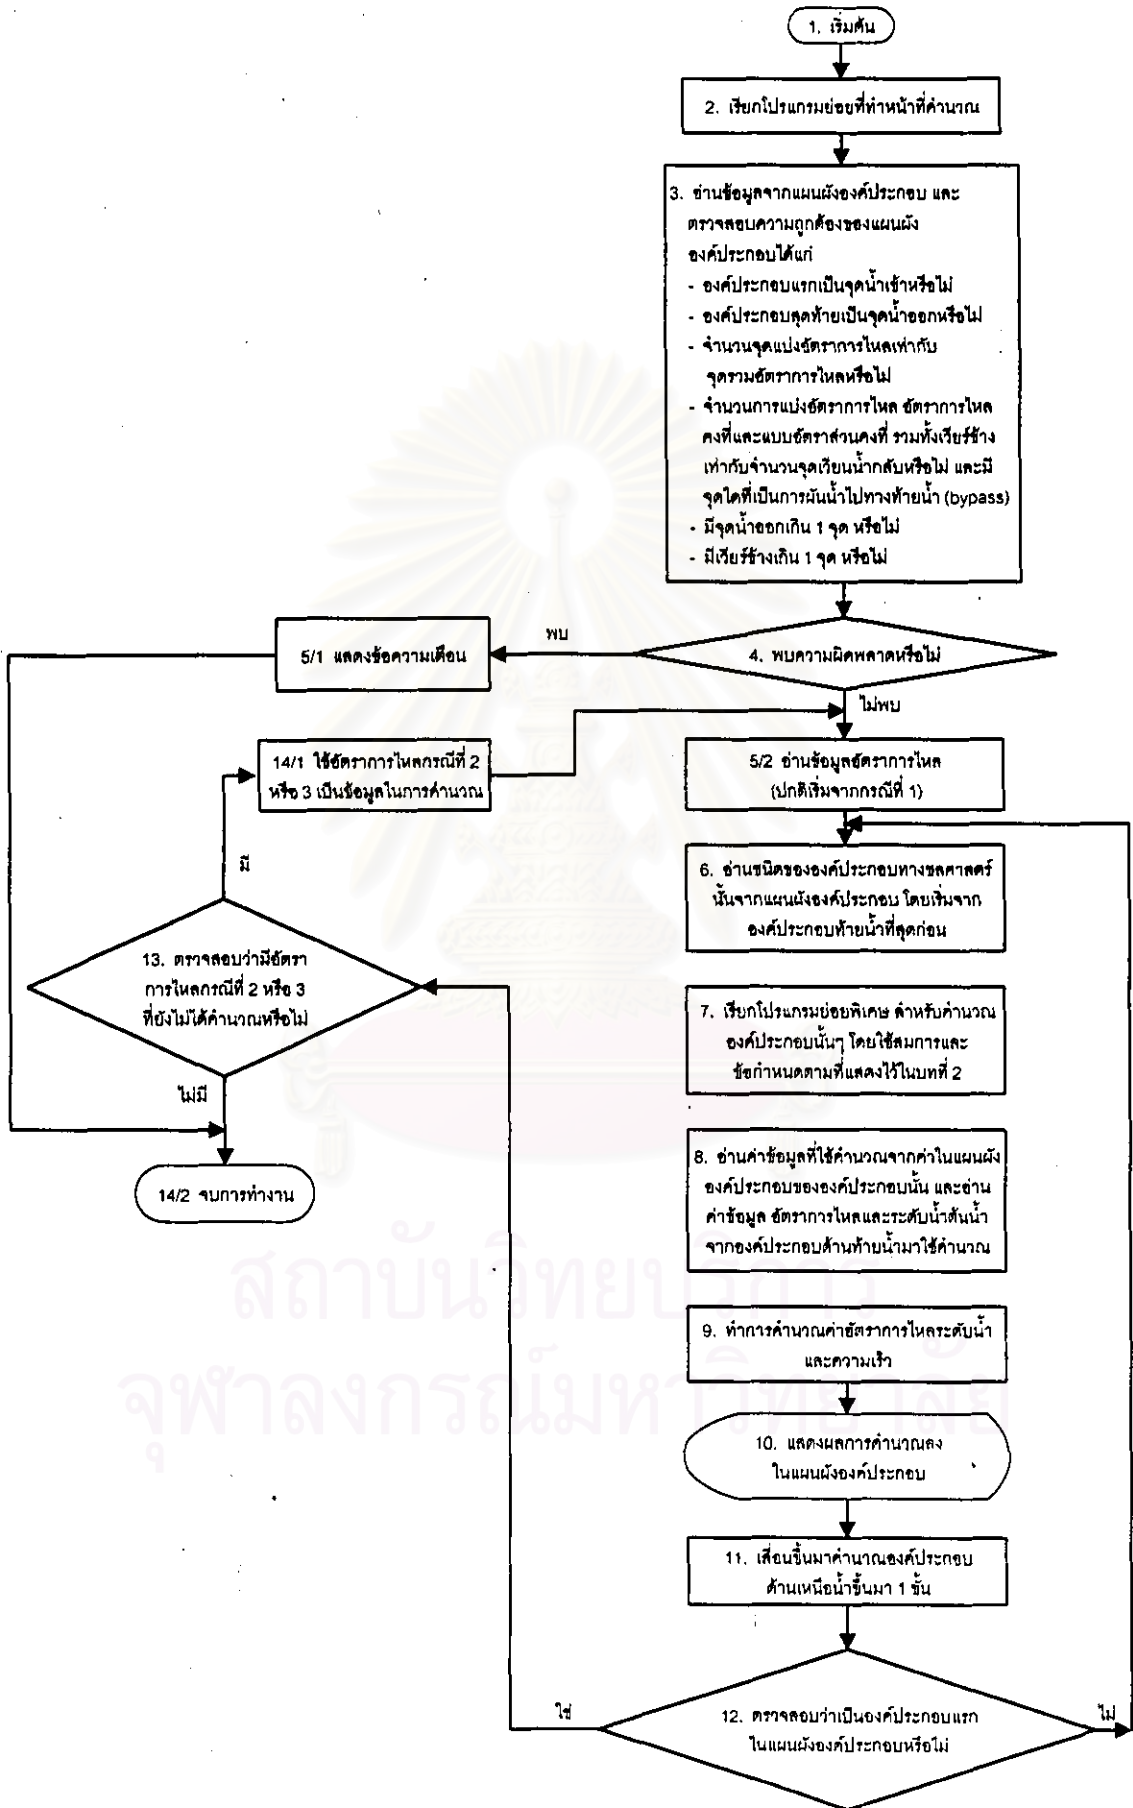 1. เริ่มต้น
2. เรียกโปรแกรมย่อยที่ทำหน้าที่คำนวณ
3. อ่านข้อมูลจากแผนผังองค์ประกอบ และ
ตรวจสอบความถูกต้องของแผนผัง
องค์ประกอบได้แก่
- องค์ประกอบแรกเป็นจุดน้ำเข้าหรือไม่
- องค์ประกอบสุดท้ายเป็นจุดน้ำออกหรือไม่
- จำนวนจุดแบ่งอัตราการไหลเท่ากับ
จุดรวมอัตราการไหลหรือไม่
- จำนวนการแบ่งอัตราการไหล อัตราการไหล
คงที่และแบบอัตราส่วนคงที่ รวมทั้งเวียร์ข้าง
เท่ากับจำนวนจุดเวียนน้ำกลับหรือไม่ และมี
จุดใดที่เป็นการผันน้ำไปทางท้ายน้ำ (bypass)
- มีจุดน้ำออกเกิน 1 จุด หรือไม่
- มีเวียร์ข้างเกิน 1 จุด หรือไม่
4. พบความผิดพลาดหรือไม่
พบ
5/1 แสดงข้อความเตือน
ไม่พบ
14/1 ใช้อัตราการไหลกรณีที่ 2
หรือ 3 เป็นข้อมูลในการคำนวณ
5/2 อ่านข้อมูลอัตราการไหล
(ปกติเริ่มจากกรณีที่ 1)
มี
6. อ่านชนิดขององค์ประกอบทางชลศาสตร์
นั้นจากแผนผังองค์ประกอบ โดยเริ่มจาก
องค์ประกอบท้ายน้ำที่สุดก่อน
13. ตรวจสอบว่ามีอัตรา
การไหลกรณีที่ 2 หรือ 3
ที่ยังไม่ได้คำนวณหรือไม่
7. เรียกโปรแกรมย่อยพิเศษ สำหรับคำนวณ
องค์ประกอบนั้นๆ โดยใช้สมการและ
ข้อกำหนดตามที่แสดงไว้ในบทที่ 2
ไม่มี
14/2 จบการทำงาน
8. อ่านค่าข้อมูลที่ใช้คำนวณจากค่าในแผนผัง
องค์ประกอบขององค์ประกอบนั้น และอ่าน
ค่าข้อมูล อัตราการไหลและระดับน้ำต้นน้ำ
จากองค์ประกอบด้านท้ายน้ำมาใช้คำนวณ
สถาบันวิทยบริการ
9. ทำการคำนวณค่าอัตราการไหลระดับน้ำ
และความเร็ว
จุฬาลงกรณ์มหาวิทยาลัย
10. แสดงผลการคำนวณลง
ในแผนผังองค์ประกอบ
11. เลื่อนขึ้นมาคำนาณองค์ประกอบ
ด้านเหนือน้ำขึ้นมา 1 ขั้น
12. ตรวจสอบว่าเป็นองค์ประกอบแรก
ในแผนผังองค์ประกอบหรือไม่
ใช่
ไม่